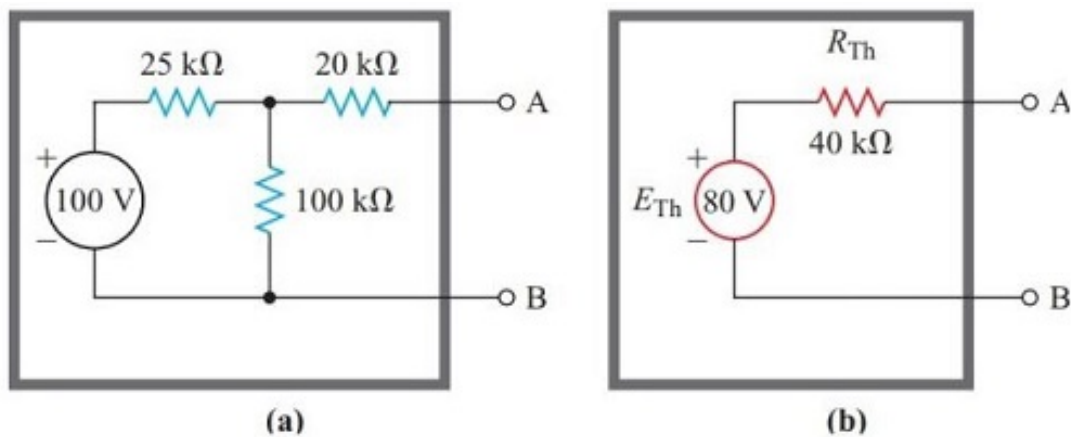 25 kΩ
20 kΩ
A
+
100 V
−
100 kΩ
B
(a)
R_Th
A
40 kΩ
+
E_Th
80 V
−
B
(b)